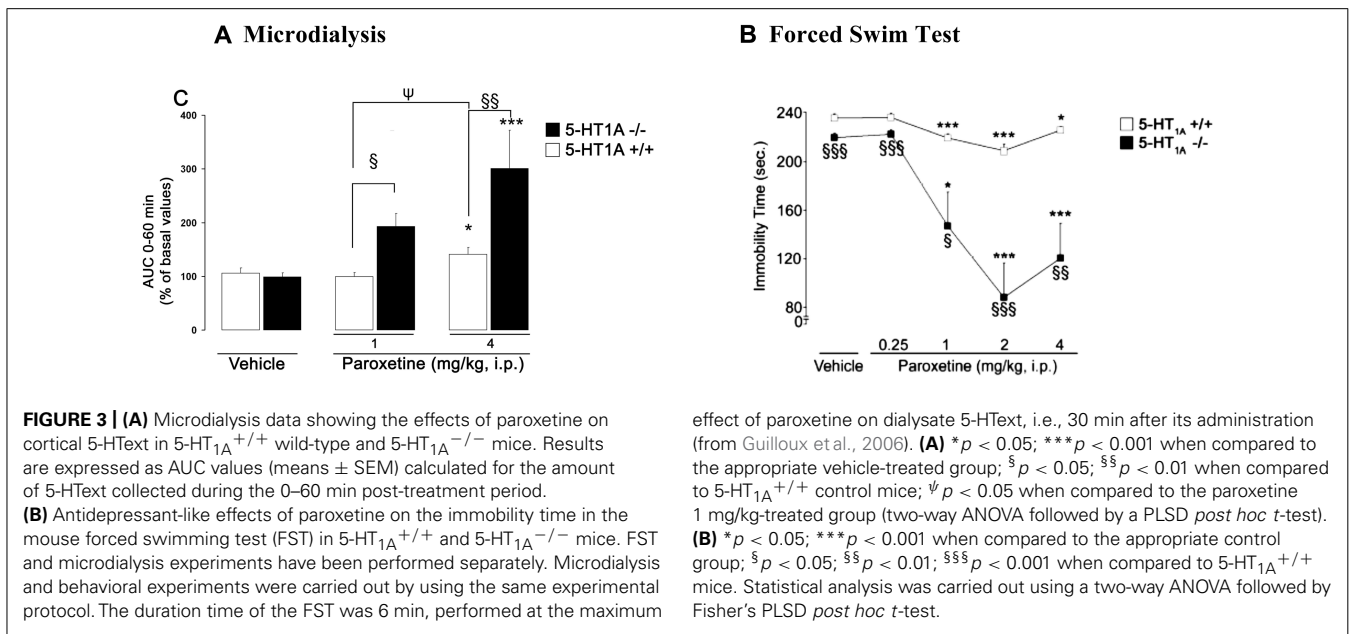 A Microdialysis
C
400
300
200
100
0
AUC 0-60 min
(% of basal values)
ψ
§
§§
*
***
5-HT1A -/-
5-HT1A +/+
1
4
Vehicle
Paroxetine (mg/kg, i.p.)
B Forced Swim Test
240
200
160
120
80
0
Immobility Time (sec.)
*** *** *
§§§ §§§
*
§
***
§§§
***
§§
5-HT1A +/+
5-HT1A -/-
0.25 1 2 4
Vehicle Paroxetine (mg/kg, i.p.)
FIGURE 3 | (A) Microdialysis data showing the effects of paroxetine on
cortical 5-HText in 5-HT1A+/+ wild-type and 5-HT1A−/− mice. Results
are expressed as AUC values (means ± SEM) calculated for the amount
of 5-HText collected during the 0–60 min post-treatment period.
(B) Antidepressant-like effects of paroxetine on the immobility time in the
mouse forced swimming test (FST) in 5-HT1A+/+ and 5-HT1A−/− mice. FST
and microdialysis experiments have been performed separately. Microdialysis
and behavioral experiments were carried out by using the same experimental
protocol. The duration time of the FST was 6 min, performed at the maximum
effect of paroxetine on dialysate 5-HText, i.e., 30 min after its administration
(from Guilloux et al., 2006). (A) *p < 0.05; ***p < 0.001 when compared to
the appropriate vehicle-treated group; §p < 0.05; §§p < 0.01 when compared
to 5-HT1A+/+ control mice; ψp < 0.05 when compared to the paroxetine
1 mg/kg-treated group (two-way ANOVA followed by a PLSD post hoc t-test).
(B) *p < 0.05; ***p < 0.001 when compared to the appropriate control
group; §p < 0.05; §§p < 0.01; §§§p < 0.001 when compared to 5-HT1A+/+
mice. Statistical analysis was carried out using a two-way ANOVA followed by
Fisher's PLSD post hoc t-test.